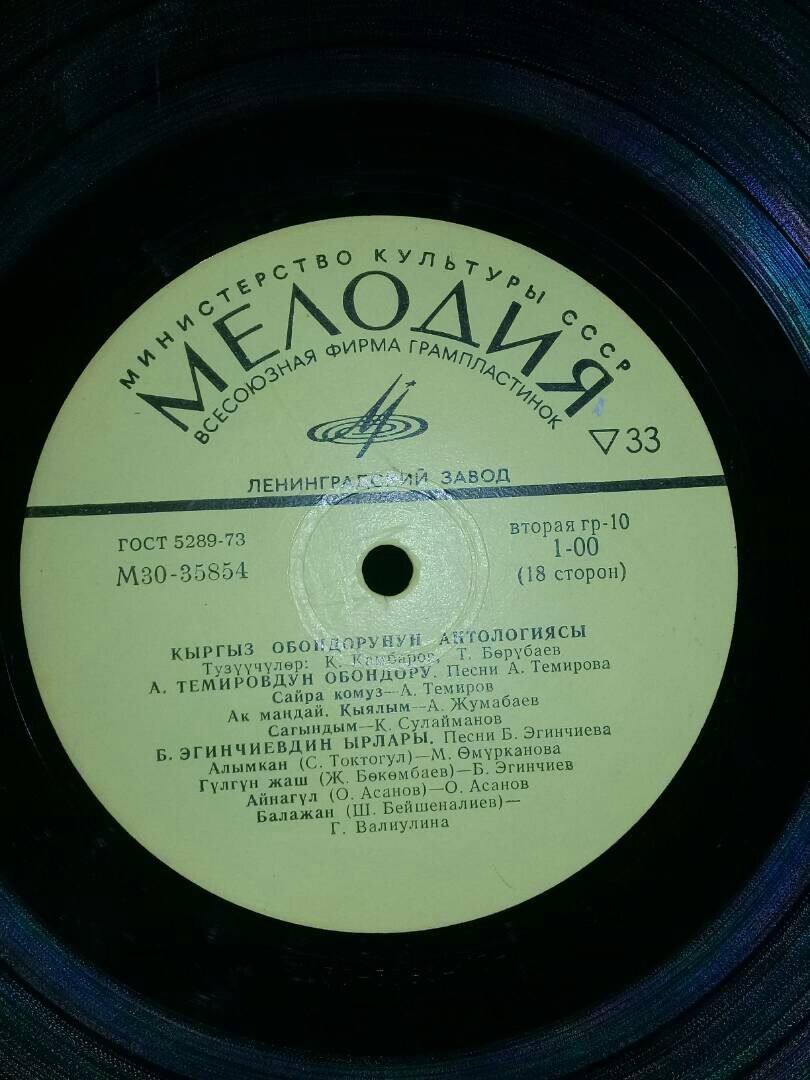 МИНИСТЕРСТВО КУЛЬТУРЫ СССР
МЕЛОДИЯ
ВСЕСОЮЗНАЯ ФИРМА ГРАМПЛАСТИНОК
▽33
ЛЕНИНГРАДСКИЙ ЗАВОД
ГОСТ 5289-73
М30-35854
вторая гр-10
1-00
(18 сторон)
КЫРГЫЗ ОБОНДОРУНУН АНТОЛОГИЯСЫ
Түзүүчүлөр: К. Камбаров, Т. Бөрүбаев
А. ТЕМИРОВДУН ОБОНДОРУ. Песни А. Темирова
Сайра комуз—А. Темиров
Ак маңдай, Кыялым—А. Жумабаев
Сагындым—К. Сулайманов
Б. ЭГИНЧИЕВДИН ЫРЛАРЫ. Песни Б. Эгинчиева
Алымкан (С. Токтогул)—М. Өмүрканова
Гүлгүн жаш (Ж. Бөкөмбаев)—Б. Эгинчиев
Айнагүл (О. Асанов)—О. Асанов
Балажан (Ш. Бейшеналиев)—
Г. Валиулина